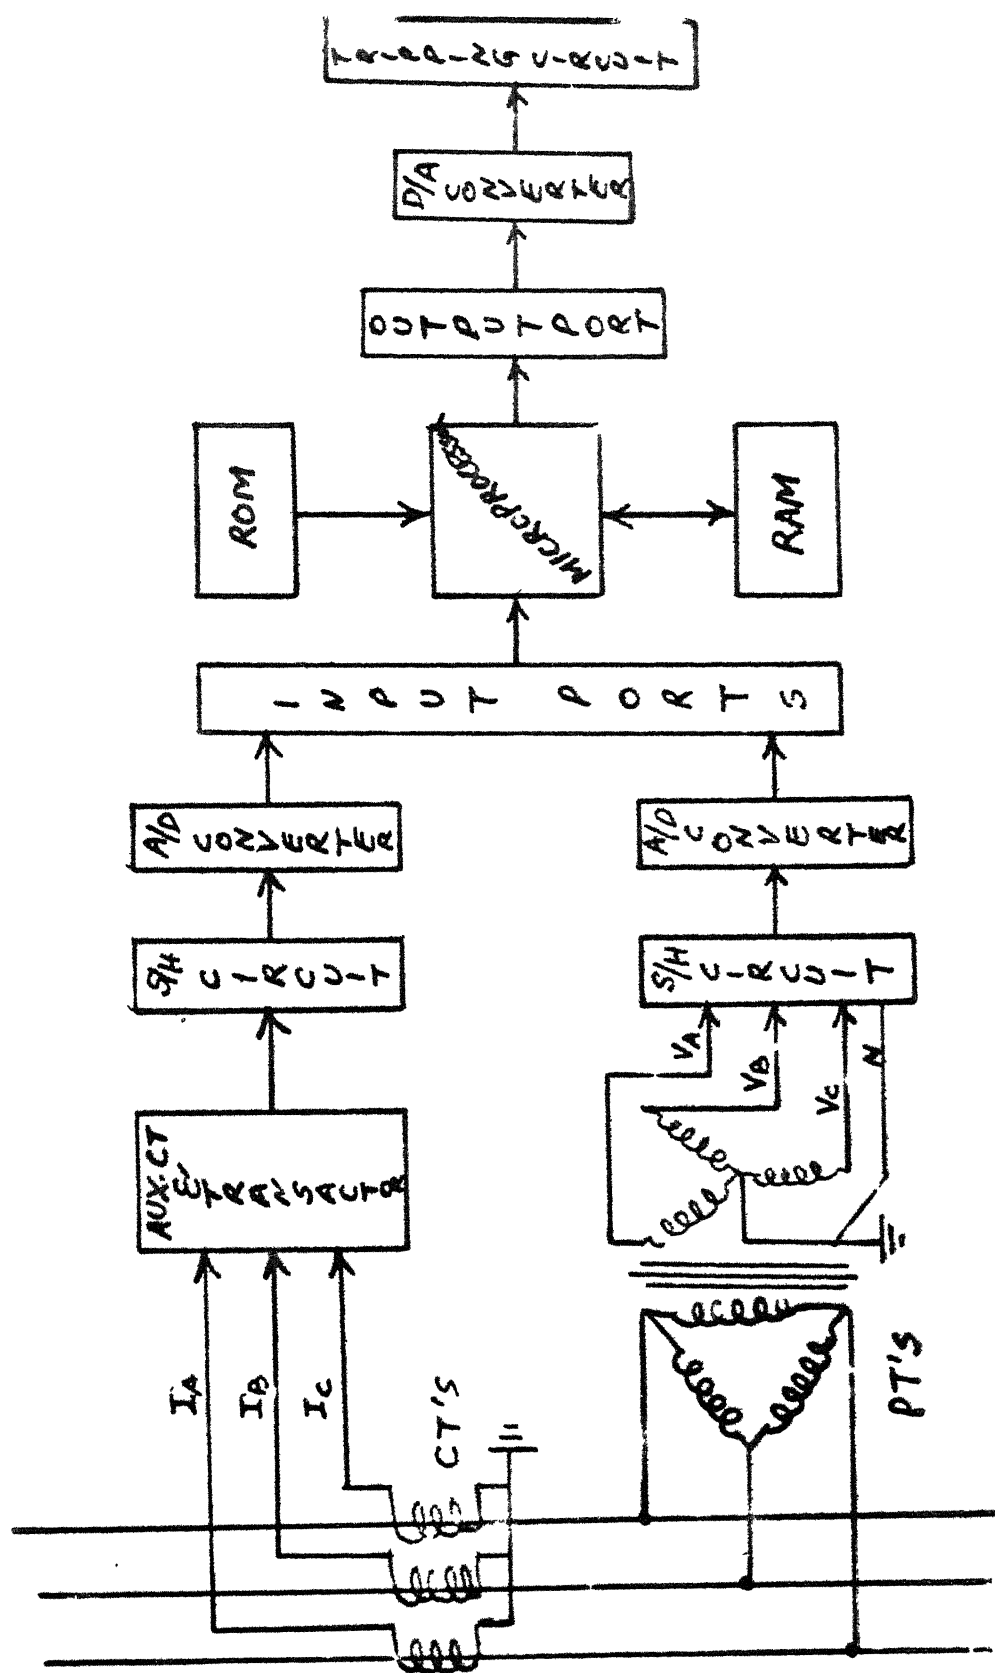 TRIPPING CIRCUIT
D/A CONVERTER
OUTPUT PORT
ROM
MICROPROCESSOR
RAM
INPUT PORTS
A/D CONVERTER
A/D CONVERTER
S/H CIRCUIT
S/H CIRCUIT
AUX.CT & TRANSACTOR
VA
VB
VC
N
IA
IB
IC
CT'S
PT'S